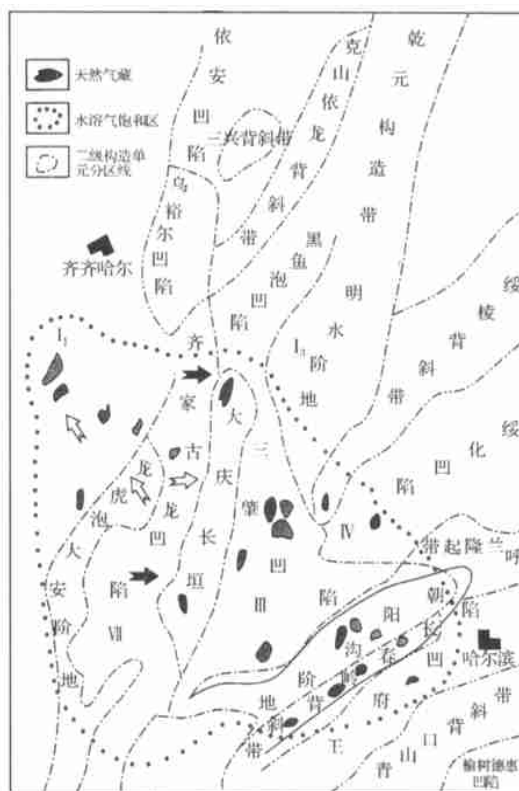 天然气藏
水溶气饱和区
二级构造单
元分区线
依安凹陷
三兴背斜带
克山依龙背斜带
乾元构造带
乌裕尔凹陷
齐齐哈尔
黑鱼泡凹陷
明水阶地
绥棱背斜带
绥化凹陷
I₁
齐家古龙凹陷
龙虎泡大安阶地
大庆长垣
三肇凹陷
Ⅲ
Ⅳ
Ⅶ
呼兰隆起带
朝阳沟阶地
长春岭背斜带
哈尔滨
王府凹陷
青山口背斜带
榆树德惠
凹陷